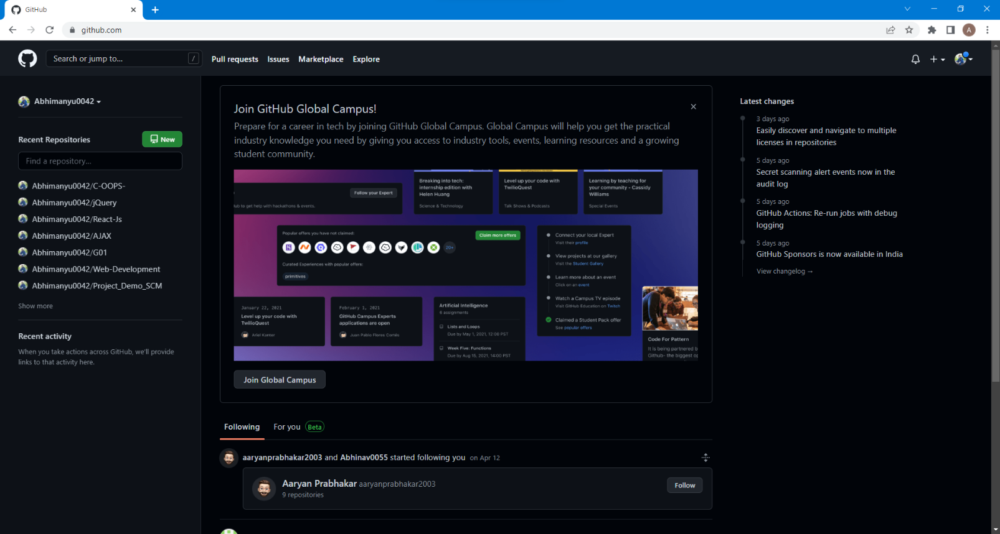 GitHub
github.com
A
Search or jump to...
/
Pull requests
Issues
Marketplace
Explore
Abhimanyu0042
Recent Repositories
New
Find a repository...
Abhimanyu0042/C-OOPS-
Abhimanyu0042/jQuery
Abhimanyu0042/React-Js
Abhimanyu0042/AJAX
Abhimanyu0042/G01
Abhimanyu0042/Web-Development
Abhimanyu0042/Project_Demo_SCM
Show more
Recent activity
When you take actions across GitHub, we'll provide
links to that activity here.
Join GitHub Global Campus!
Prepare for a career in tech by joining GitHub Global Campus. Global Campus will help you get the practical
industry knowledge you need by giving you access to industry tools, events, learning resources and a growing
student community.
Follow your Expert
to get help with hackathons & events.
Breaking into tech:
internship edition with
Helen Huang
Science & Technology
Level up your code with
TwilioQuest
Talk Shows & Podcasts
Learning by teaching for
your community - Cassidy
Williams
Special Events
Popular offers you have not claimed:
Claim more offers
20+
Curated Experiences with popular offers:
primitives
Connect your local Expert
Visit their profile
View projects at our gallery
Visit the Student Gallery
Learn more about an event
Click on an event
Watch a Campus TV episode
Visit GitHub Education on Twitch
Claimed a Student Pack offer
See popular offers
January 22, 2021
Level up your code with
TwilioQuest
Ariel Kanter
February 1, 2021
GitHub Campus Experts
applications are open
Juan Pablo Flores Cortés
Artificial Intelligence
6 assignments
Lists and Loops
Due by May 1, 2021, 12:00 PST
Week Five: Functions
Due by Aug 15, 2021, 14:00 PST
Code For Pattern
It is being partnered b
Github- the biggest op
Join Global Campus
Following
For you
Beta
aaryanprabhakar2003 and Abhinav0055 started following you on Apr 12
Aaryan Prabhakar aaryanprabhakar2003
9 repositories
Follow
Latest changes
3 days ago
Easily discover and navigate to multiple
licenses in repositories
5 days ago
Secret scanning alert events now in the
audit log
5 days ago
GitHub Actions: Re-run jobs with debug
logging
5 days ago
GitHub Sponsors is now available in India
View changelog →